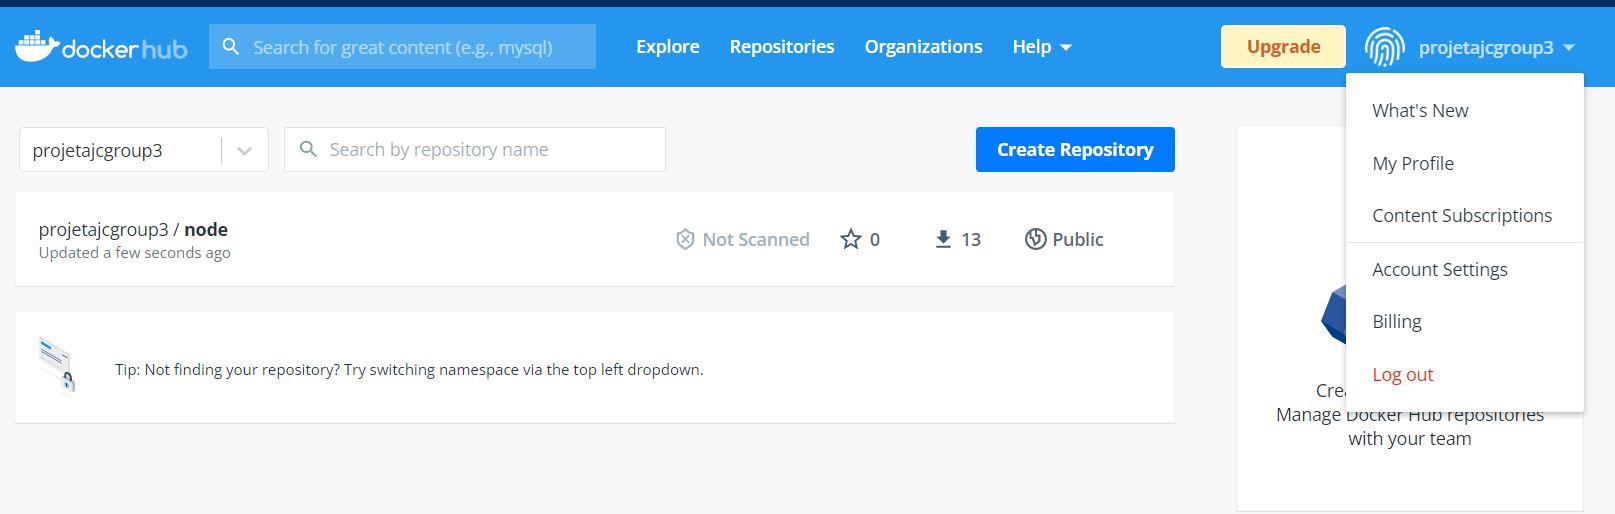 docker hub
Search for great content (e.g., mysql)
Explore
Repositories
Organizations
Help
Upgrade
projetajcgroup3
What's New
My Profile
Content Subscriptions
Account Settings
Billing
Log out
projetajcgroup3
Search by repository name
Create Repository
projetajcgroup3 / node
Updated a few seconds ago
Not Scanned
0
13
Public
Tip: Not finding your repository? Try switching namespace via the top left dropdown.
Manage Docker Hub repositories
with your team